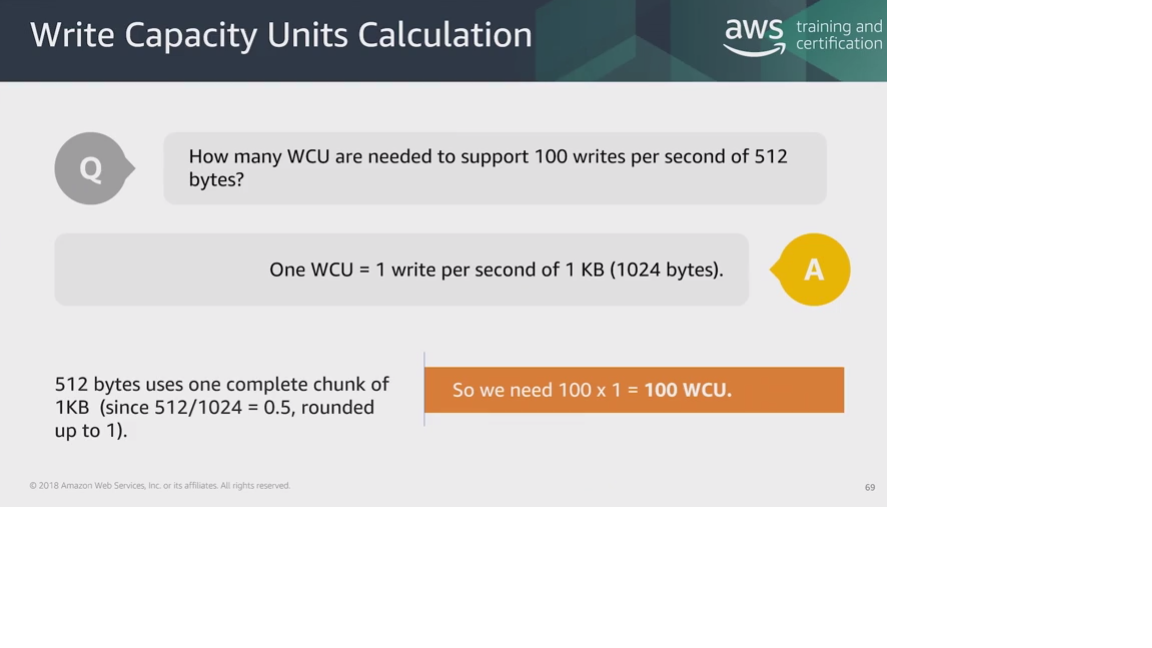 Write Capacity Units Calculation
aws training and
certification
Q
How many WCU are needed to support 100 writes per second of 512
bytes?
One WCU = 1 write per second of 1 KB (1024 bytes).
A
512 bytes uses one complete chunk of
1KB (since 512/1024 = 0.5, rounded
up to 1).
So we need 100 x 1 = 100 WCU.
© 2018 Amazon Web Services, Inc. or its affiliates. All rights reserved.
69